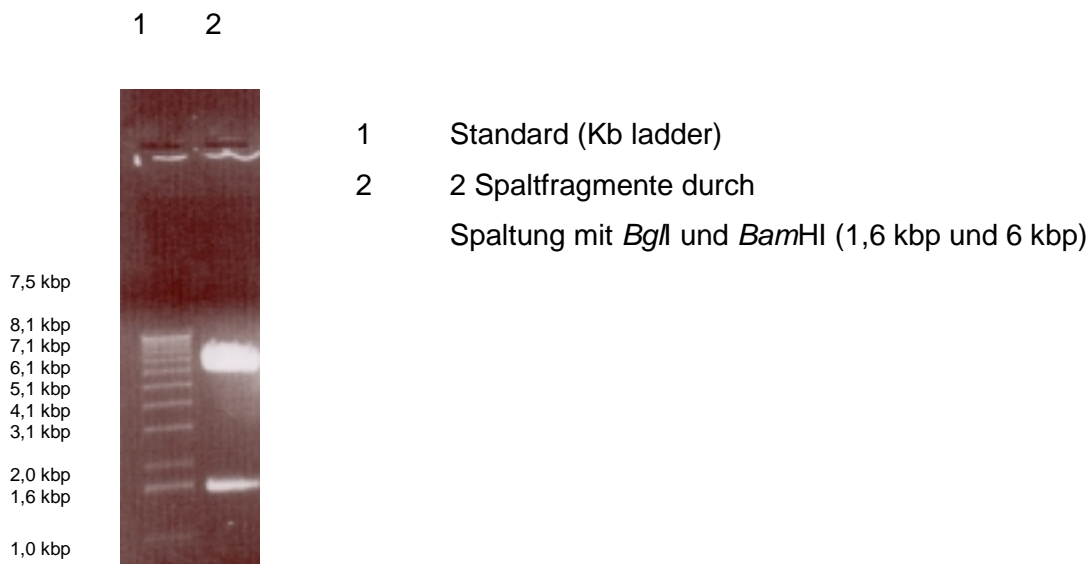 1 2
1 Standard (Kb ladder)
2 2 Spaltfragmente durch
Spaltung mit BglI und BamHI (1,6 kbp und 6 kbp)
7,5 kbp
8,1 kbp
7,1 kbp
6,1 kbp
5,1 kbp
4,1 kbp
3,1 kbp
2,0 kbp
1,6 kbp
1,0 kbp